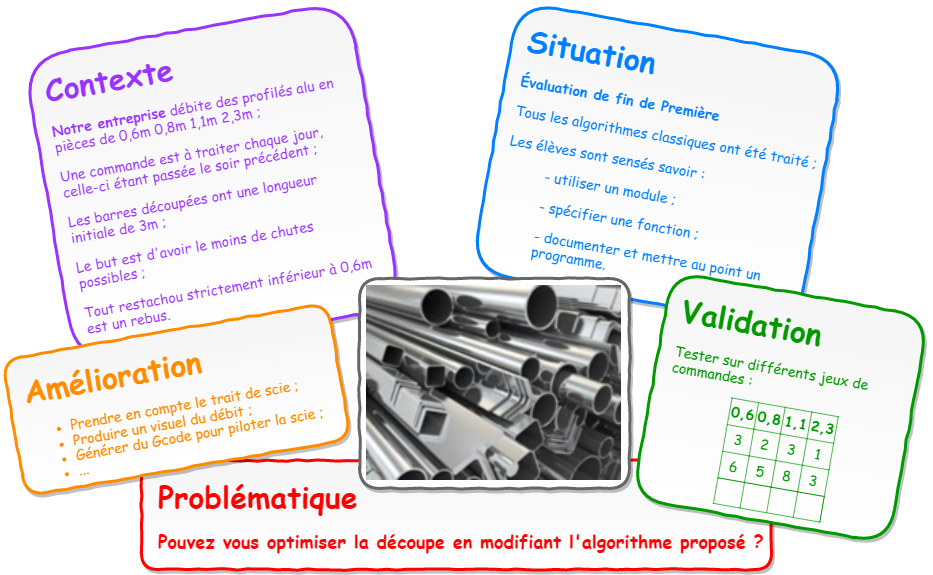 Contexte
Notre entreprise débite des profilés alu en
pièces de 0,6m 0,8m 1,1m 2,3m ;
Une commande est à traiter chaque jour,
celle-ci étant passée le soir précédent ;
Les barres découpées ont une longueur
initiale de 3m ;
Le but est d'avoir le moins de chutes
possibles ;
Tout restachou strictement inférieur à 0,6m
est un rebus.
Situation
Évaluation de fin de Première
Tous les algorithmes classiques ont été traité ;
Les élèves sont sensés savoir :
- utiliser un module ;
- spécifier une fonction ;
- documenter et mettre au point un
programme.
Amélioration
• Prendre en compte le trait de scie ;
• Produire un visuel du débit ;
• Générer du Gcode pour piloter la scie ;
• ...
Validation
Tester sur différents jeux de
commandes :
0,6 0,8 1,1 2,3
3 2 3 1
6 5 8 3
Problématique
Pouvez vous optimiser la découpe en modifiant l'algorithme proposé ?